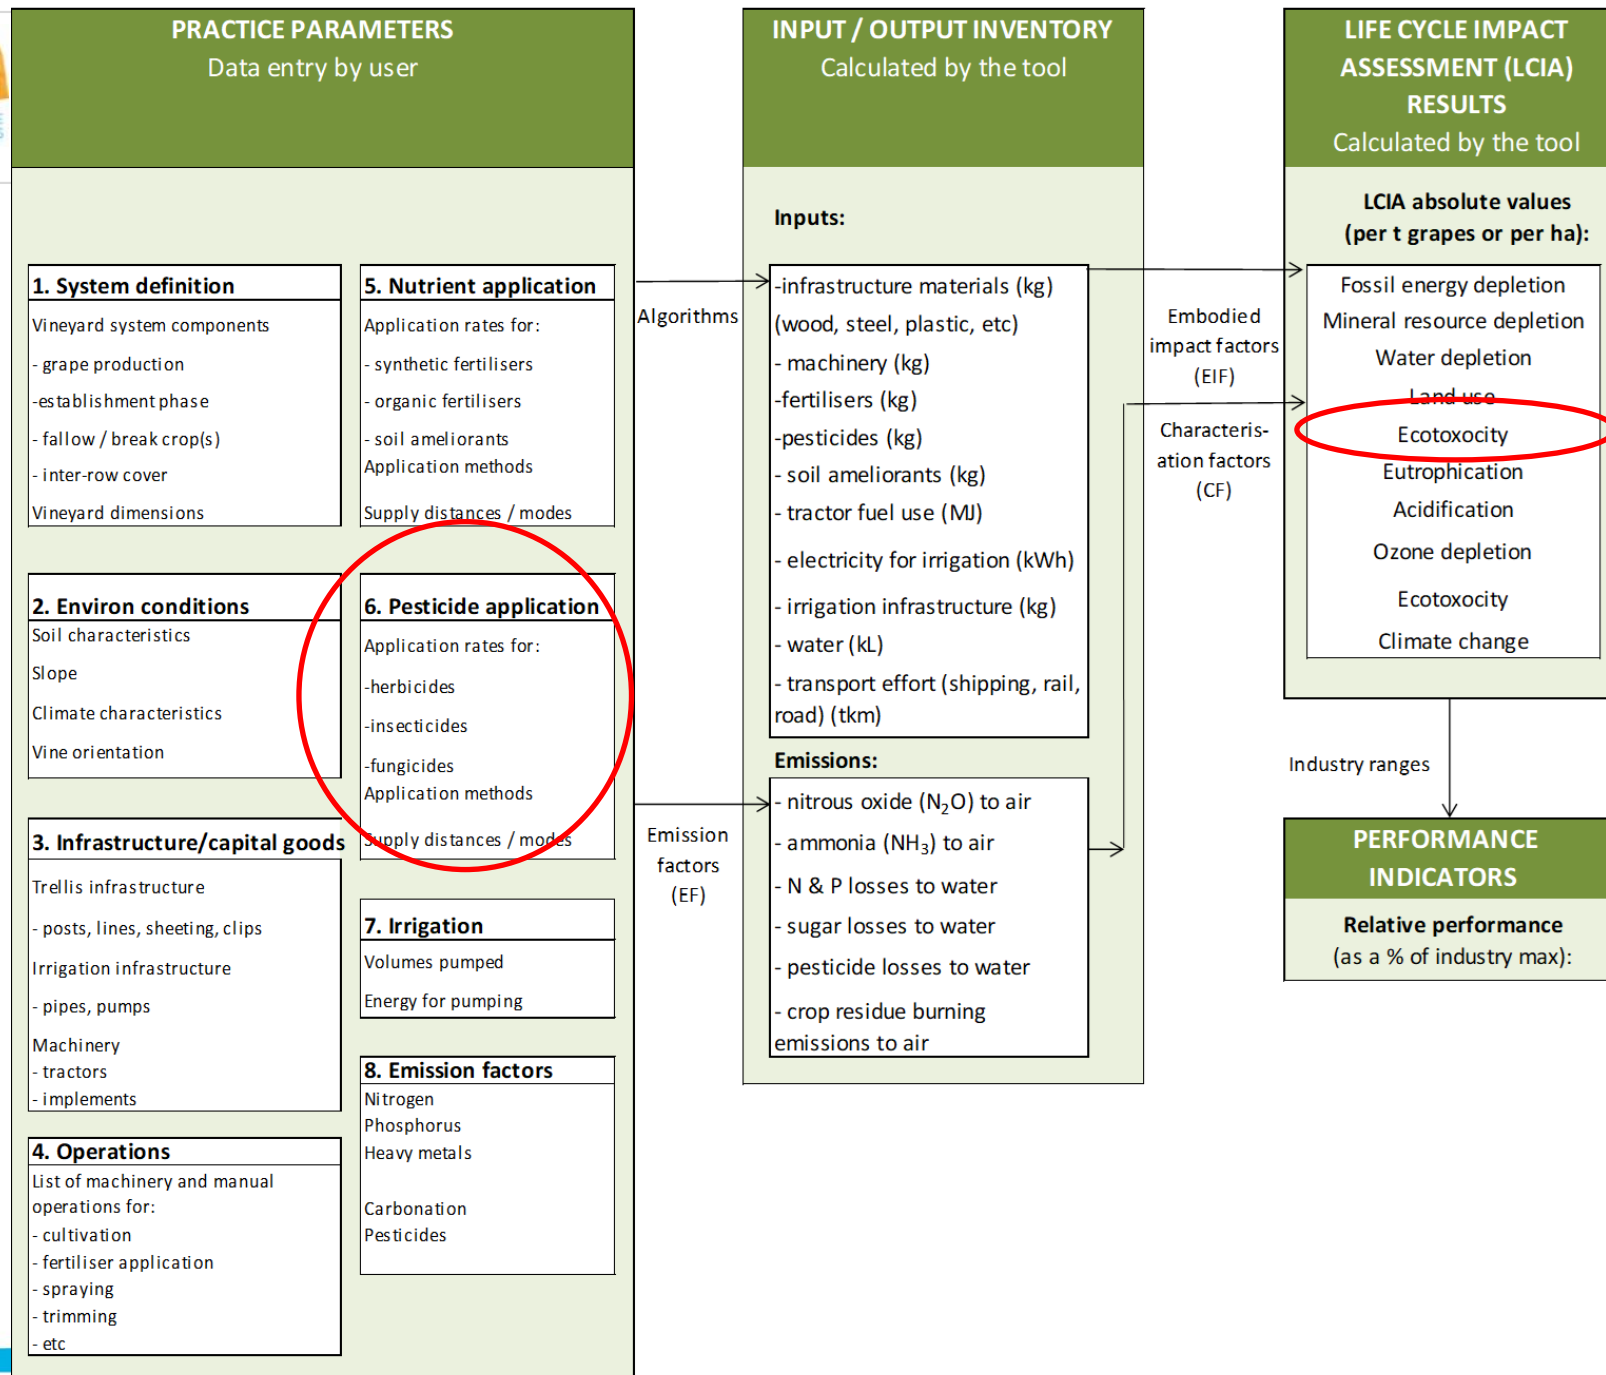 PRACTICE PARAMETERS
Data entry by user
1. System definition
Vineyard system components
- grape production
-establishment phase
- fallow / break crop(s)
- inter-row cover
Vineyard dimensions
2. Environ conditions
Soil characteristics
Slope
Climate characteristics
Vine orientation
3. Infrastructure/capital goods
Trellis infrastructure
- posts, lines, sheeting, clips
Irrigation infrastructure
- pipes, pumps
Machinery
- tractors
- implements
4. Operations
List of machinery and manual
operations for:
- cultivation
- fertiliser application
- spraying
- trimming
- etc
5. Nutrient application
Application rates for:
- synthetic fertilisers
- organic fertilisers
- soil ameliorants
Application methods
Supply distances / modes
6. Pesticide application
Application rates for:
-herbicides
-insecticides
-fungicides
Application methods
Supply distances / modes
7. Irrigation
Volumes pumped
Energy for pumping
8. Emission factors
Nitrogen
Phosphorus
Heavy metals
Carbonation
Pesticides
Algorithms
Emission
factors
(EF)
INPUT / OUTPUT INVENTORY
Calculated by the tool
Inputs:
-infrastructure materials (kg)
(wood, steel, plastic, etc)
- machinery (kg)
-fertilisers (kg)
-pesticides (kg)
- soil ameliorants (kg)
- tractor fuel use (MJ)
- electricity for irrigation (kWh)
- irrigation infrastructure (kg)
- water (kL)
- transport effort (shipping, rail,
road) (tkm)
Emissions:
- nitrous oxide (N₂O) to air
- ammonia (NH₃) to air
- N & P losses to water
- sugar losses to water
- pesticide losses to water
- crop residue burning
emissions to air
Embodied
impact factors
(EIF)
Characteris-
ation factors
(CF)
LIFE CYCLE IMPACT
ASSESSMENT (LCIA)
RESULTS
Calculated by the tool
LCIA absolute values
(per t grapes or per ha):
Fossil energy depletion
Mineral resource depletion
Water depletion
Land use
Ecotoxocity
Eutrophication
Acidification
Ozone depletion
Ecotoxocity
Climate change
Industry ranges
PERFORMANCE
INDICATORS
Relative performance
(as a % of industry max):